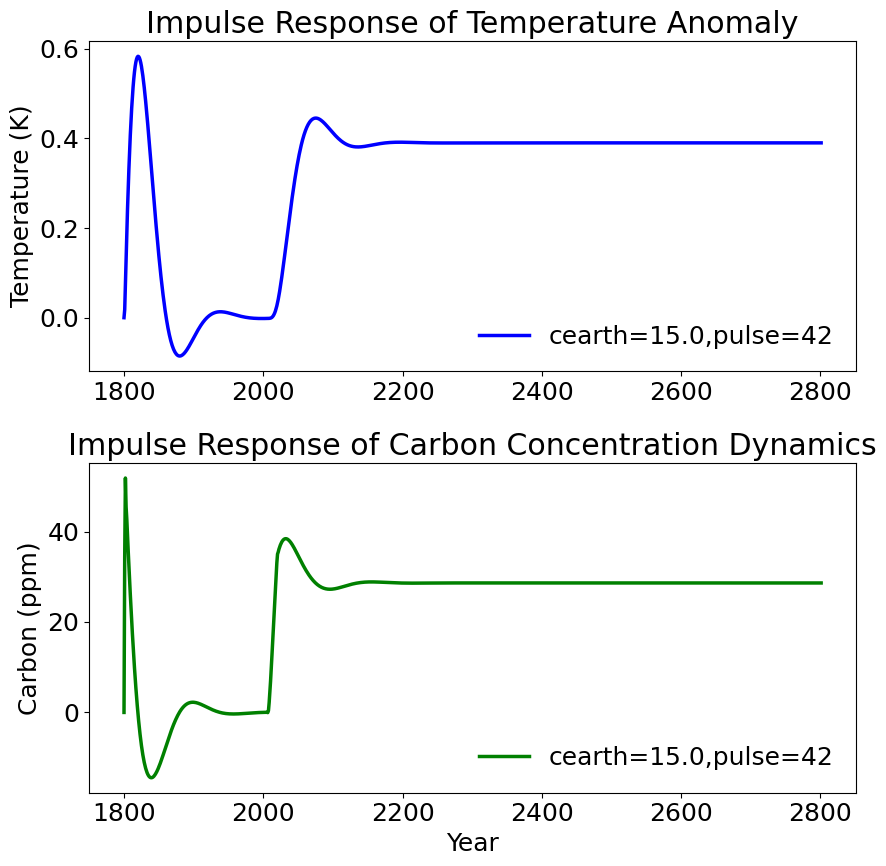 Impulse Response of Temperature Anomaly
Temperature (K)
0.6
0.4
0.2
0.0
cearth=15.0,pulse=42
1800 2000 2200 2400 2600 2800
Impulse Response of Carbon Concentration Dynamics
Carbon (ppm)
40
20
0
cearth=15.0,pulse=42
1800 2000 2200 2400 2600 2800
Year